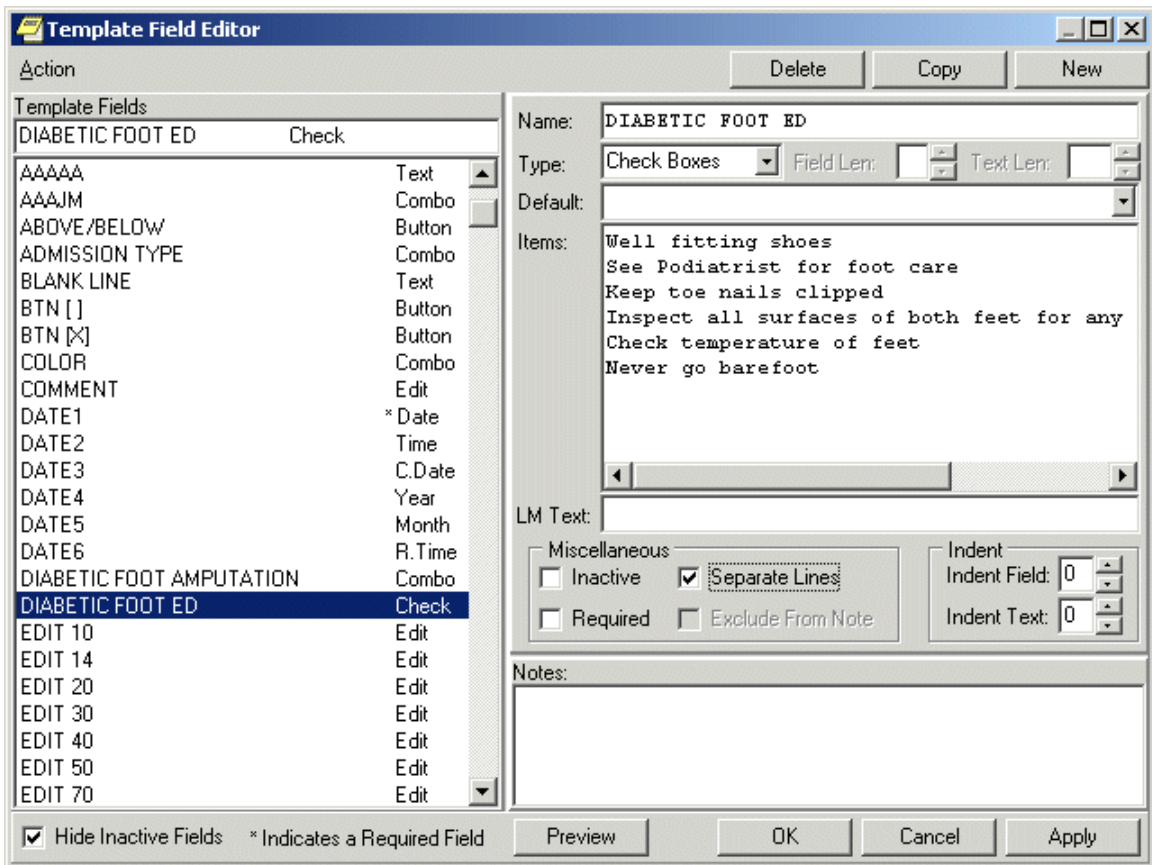 Template Field Editor
Action
Delete Copy New
Template Fields
DIABETIC FOOT ED Check
AAAAA Text
AAAJM Combo
ABOVE/BELOW Button
ADMISSION TYPE Combo
BLANK LINE Text
BTN [ ] Button
BTN [X] Button
COLOR Combo
COMMENT Edit
DATE1 * Date
DATE2 Time
DATE3 C.Date
DATE4 Year
DATE5 Month
DATE6 R.Time
DIABETIC FOOT AMPUTATION Combo
DIABETIC FOOT ED Check
EDIT 10 Edit
EDIT 14 Edit
EDIT 20 Edit
EDIT 30 Edit
EDIT 40 Edit
EDIT 50 Edit
EDIT 70 Edit
Name: DIABETIC FOOT ED
Type: Check Boxes Field Len: Text Len:
Default:
Items:
Well fitting shoes
See Podiatrist for foot care
Keep toe nails clipped
Inspect all surfaces of both feet for any
Check temperature of feet
Never go barefoot
LM Text:
Miscellaneous
Inactive Separate Lines
Required Exclude From Note
Indent
Indent Field: 0
Indent Text: 0
Notes:
Hide Inactive Fields * Indicates a Required Field Preview OK Cancel Apply